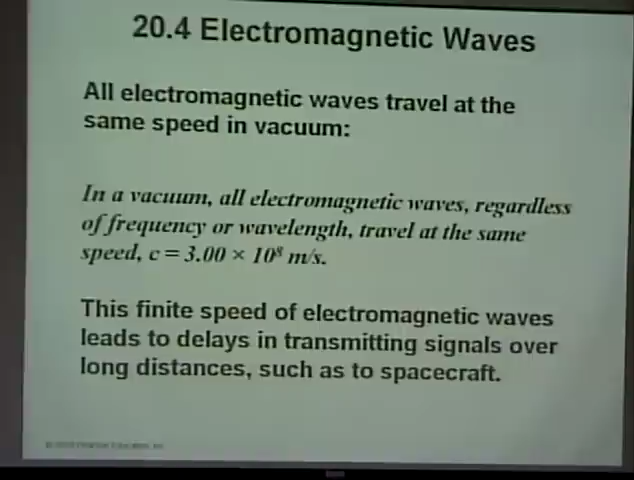 20.4 Electromagnetic Waves
All electromagnetic waves travel at the
same speed in vacuum:
In a vacuum, all electromagnetic waves, regardless
of frequency or wavelength, travel at the same
speed, c = 3.00 × 10⁸ m/s.
This finite speed of electromagnetic waves
leads to delays in transmitting signals over
long distances, such as to spacecraft.